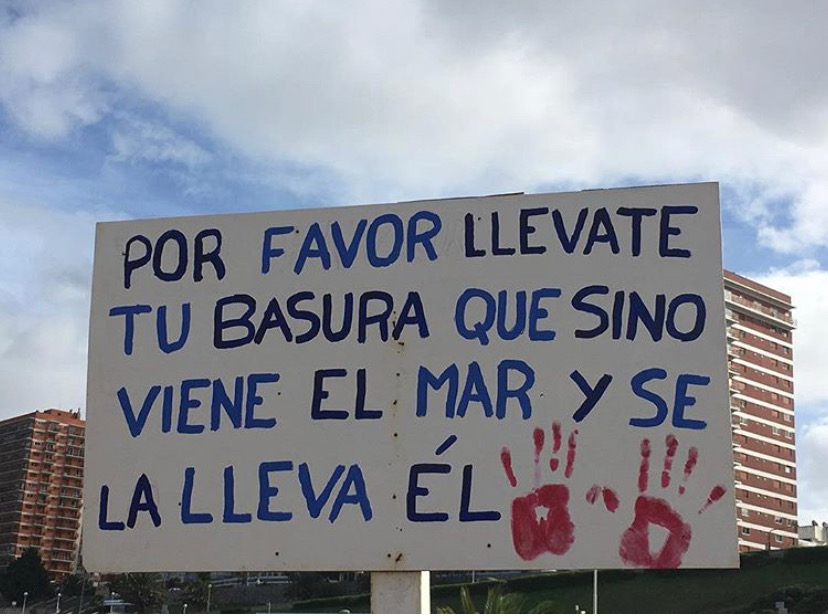 POR FAVOR LLEVATE
TU BASURA QUE SINO
VIENE EL MAR Y SE
LA LLEVA ÉL